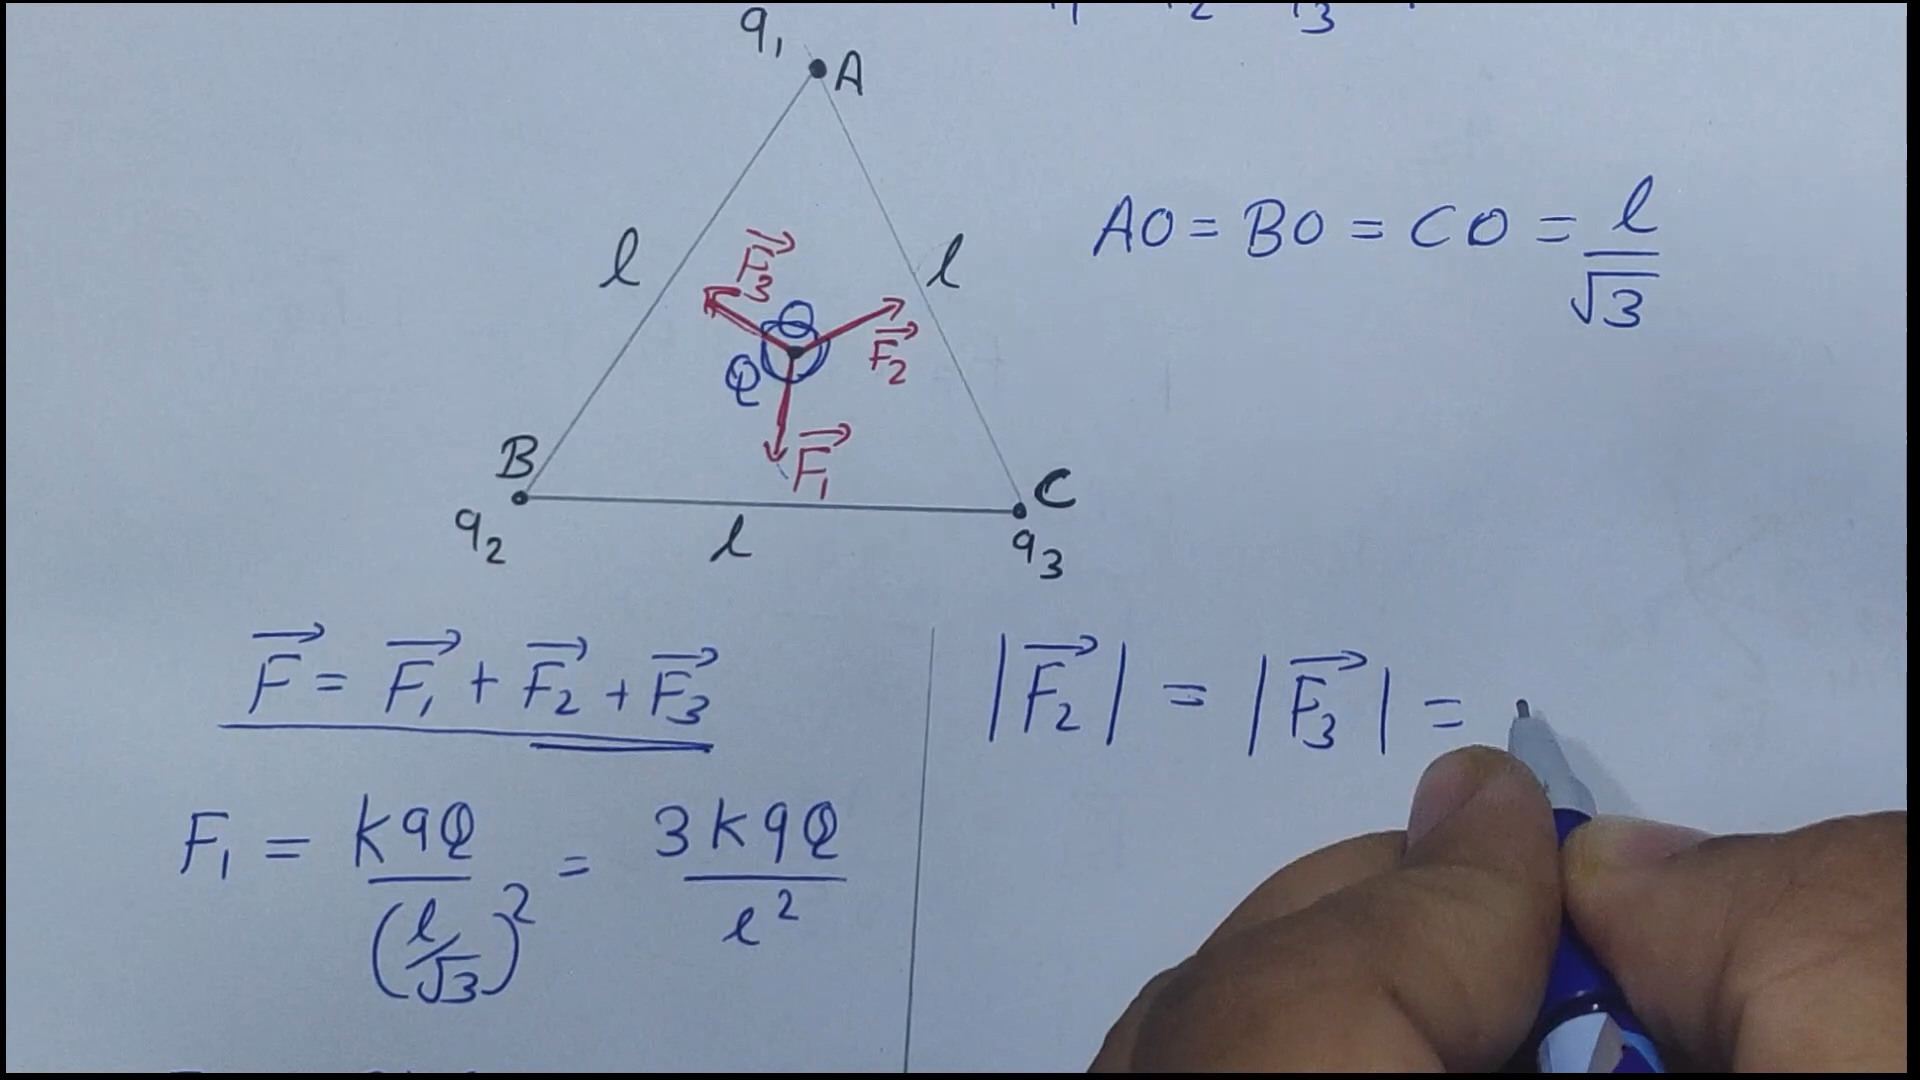 q₁
A
AO = BO = CO = l/√3
l
l
F₃→
O
Q
F₂→
F₁→
B
C
q₂
l
q₃
F→ = F₁→ + F₂→ + F₃→
|F₂→| = |F₃→| =
F₁ = KqQ/(l/√3)² = 3KqQ/l²